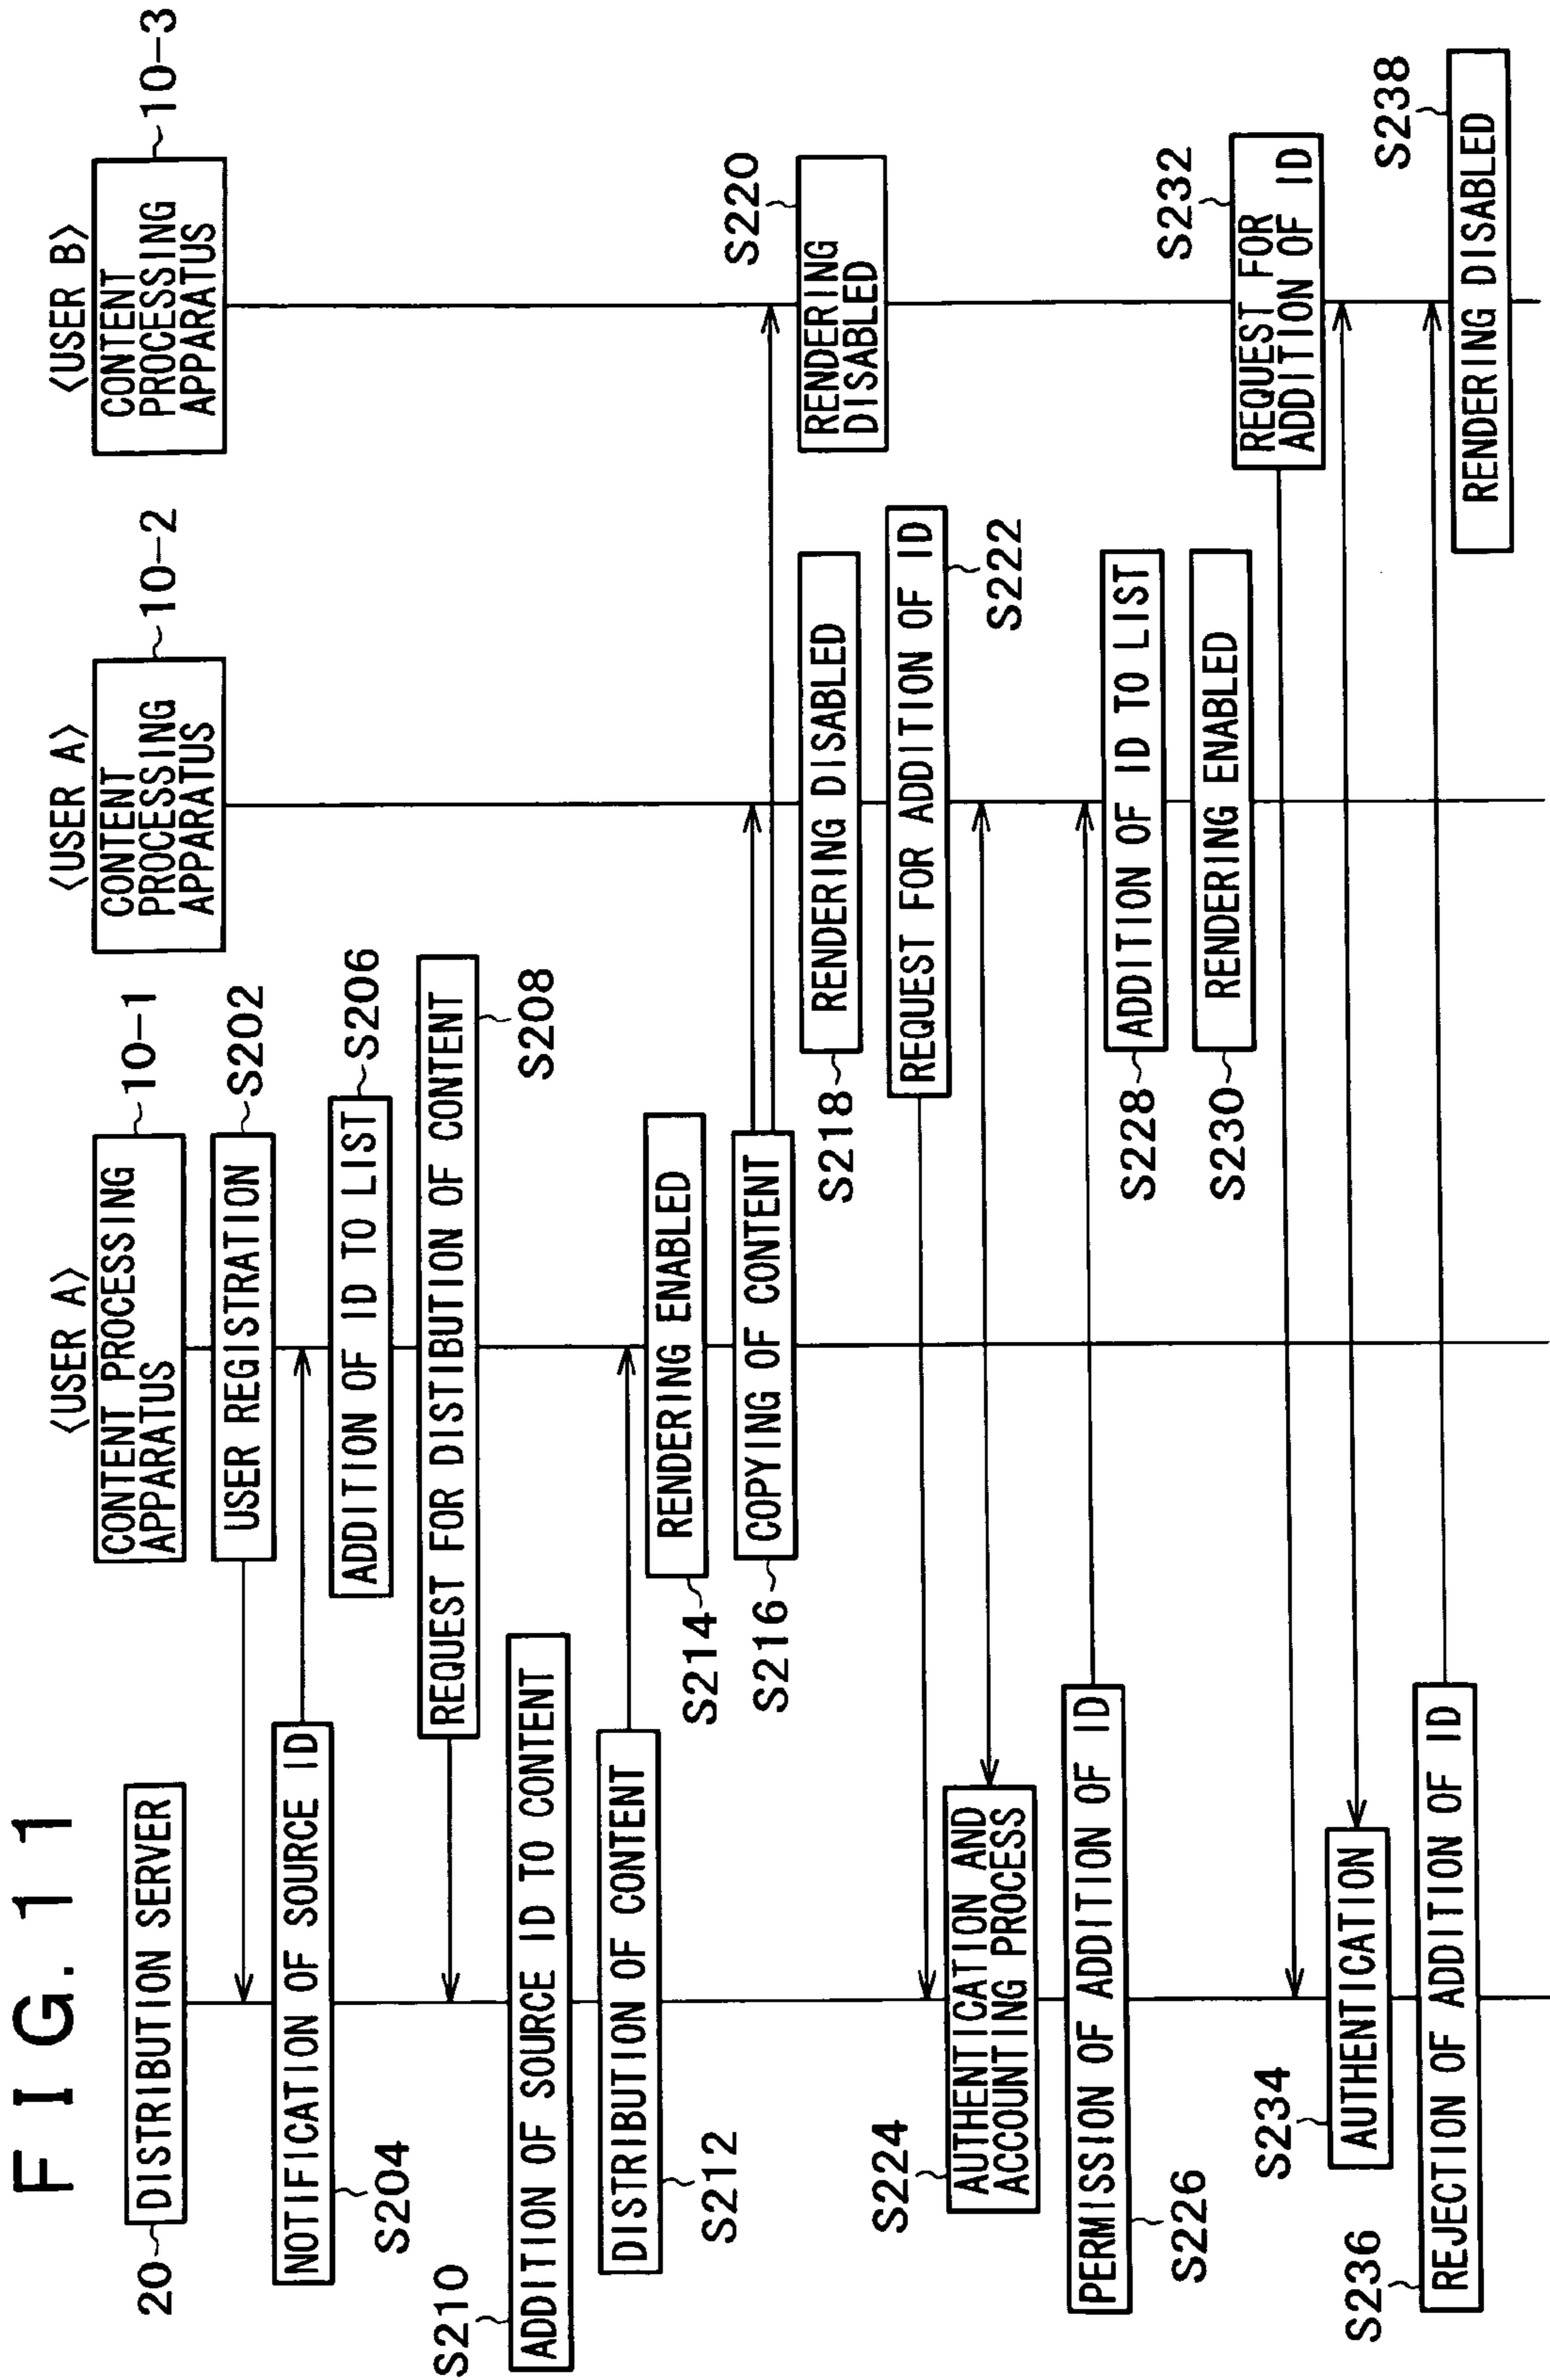 FIG. 11
<USER A>
<USER A>
<USER B>
20
DISTRIBUTION SERVER
CONTENT PROCESSING
APPARATUS
10-1
CONTENT
PROCESSING
APPARATUS
10-2
CONTENT
PROCESSING
APPARATUS
10-3
USER REGISTRATION
S202
NOTIFICATION OF SOURCE ID
S204
ADDITION OF ID TO LIST
S206
REQUEST FOR DISTIBUTION OF CONTENT
S208
S210
ADDITION OF SOURCE ID TO CONTENT
DISTRIBUTION OF CONTENT
S212
RENDERING ENABLED
S214
COPYING OF CONTENT
S216
S218
RENDERING DISABLED
S220
RENDERING
DISABLED
REQUEST FOR ADDITION OF ID
S222
S224
AUTHENTICATION AND
ACCOUNTING PROCESS
PERMISSION OF ADDITION OF ID
S226
S228
ADDITION OF ID TO LIST
S230
RENDERING ENABLED
S232
REQUEST FOR
ADDITION OF ID
S234
AUTHENTICATION
S236
REJECTION OF ADDITION OF ID
S238
RENDERING DISABLED